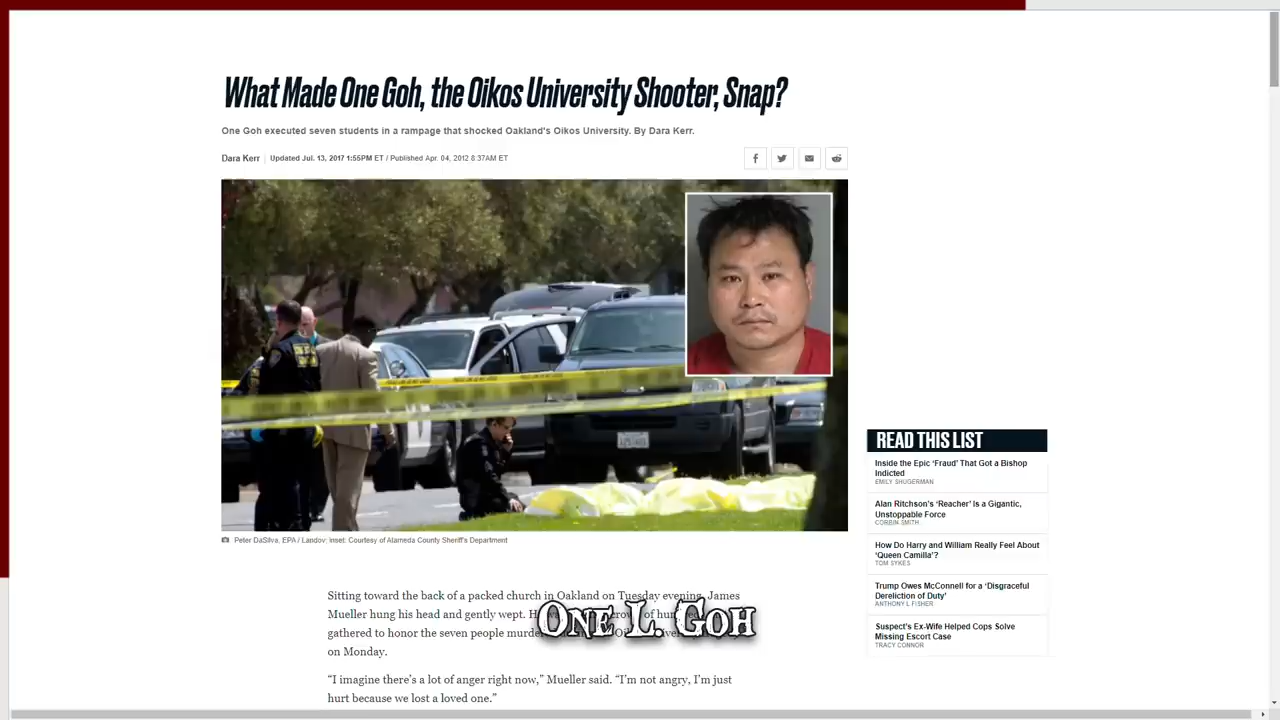 What Made One Goh, the Oikos University Shooter, Snap?
One Goh executed seven students in a rampage that shocked Oakland's Oikos University. By Dara Kerr.
Dara Kerr | Updated Jul. 13, 2017 1:55PM ET / Published Apr. 04, 2012 8:37AM ET
Peter DaSilva, EPA / Landov; Inset: Courtesy of Alameda County Sheriff's Department
READ THIS LIST
Inside the Epic 'Fraud' That Got a Bishop
Indicted
EMILY SHUGERMAN
Alan Ritchson's 'Reacher' Is a Gigantic,
Unstoppable Force
CORBIN SMITH
How Do Harry and William Really Feel About
'Queen Camilla'?
TOM SYKES
Trump Owes McConnell for a 'Disgraceful
Dereliction of Duty'
ANTHONY L FISHER
Suspect's Ex-Wife Helped Cops Solve
Missing Escort Case
TRACY CONNOR
Sitting toward the back of a packed church in Oakland on Tuesday evening, James
Mueller hung his head and gently wept.
gathered to honor the seven people
on Monday.
"I imagine there's a lot of anger right now," Mueller said. "I'm not angry, I'm just
hurt because we lost a loved one."
One L. Goh